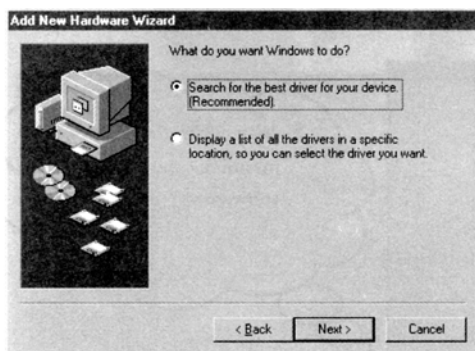 Add New Hardware Wizard
What do you want Windows to do?
Search for the best driver for your device.
(Recommended).
Display a list of all the drivers in a specific
location, so you can select the driver you want.
< Back
Next >
Cancel